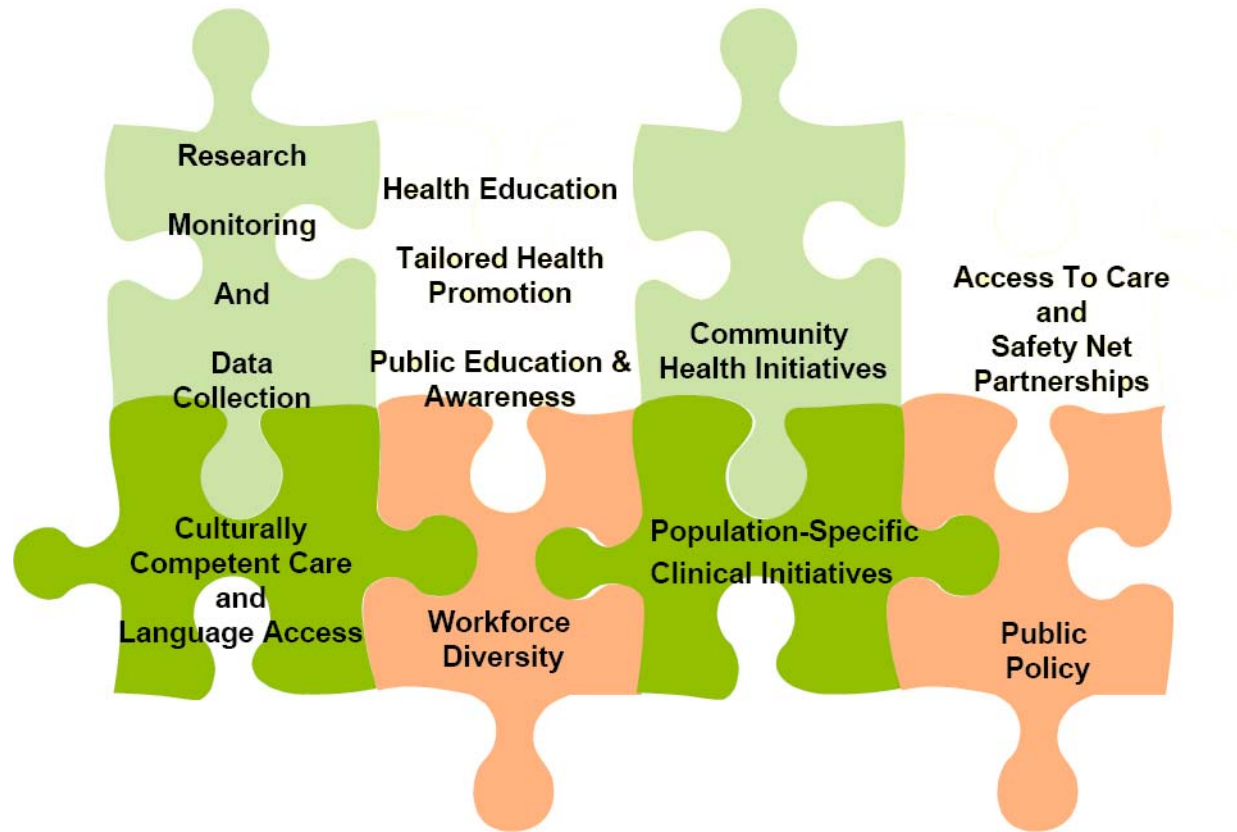 Research
Monitoring
And
Data
Collection
Health Education
Tailored Health
Promotion
Public Education &
Awareness
Community
Health Initiatives
Access To Care
and
Safety Net
Partnerships
Culturally
Competent Care
and
Language Access
Workforce
Diversity
Population-Specific
Clinical Initiatives
Public
Policy